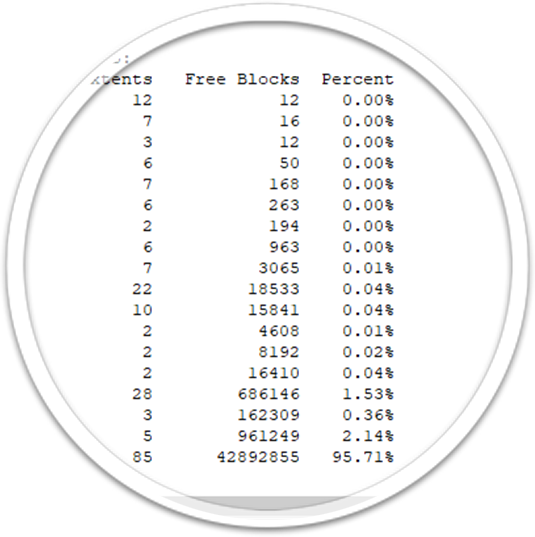 xtents Free Blocks Percent
12 12 0.00%
7 16 0.00%
3 12 0.00%
6 50 0.00%
7 168 0.00%
6 263 0.00%
2 194 0.00%
6 963 0.00%
7 3065 0.01%
22 18533 0.04%
10 15841 0.04%
2 4608 0.01%
2 8192 0.02%
2 16410 0.04%
28 686146 1.53%
3 162309 0.36%
5 961249 2.14%
85 42892855 95.71%